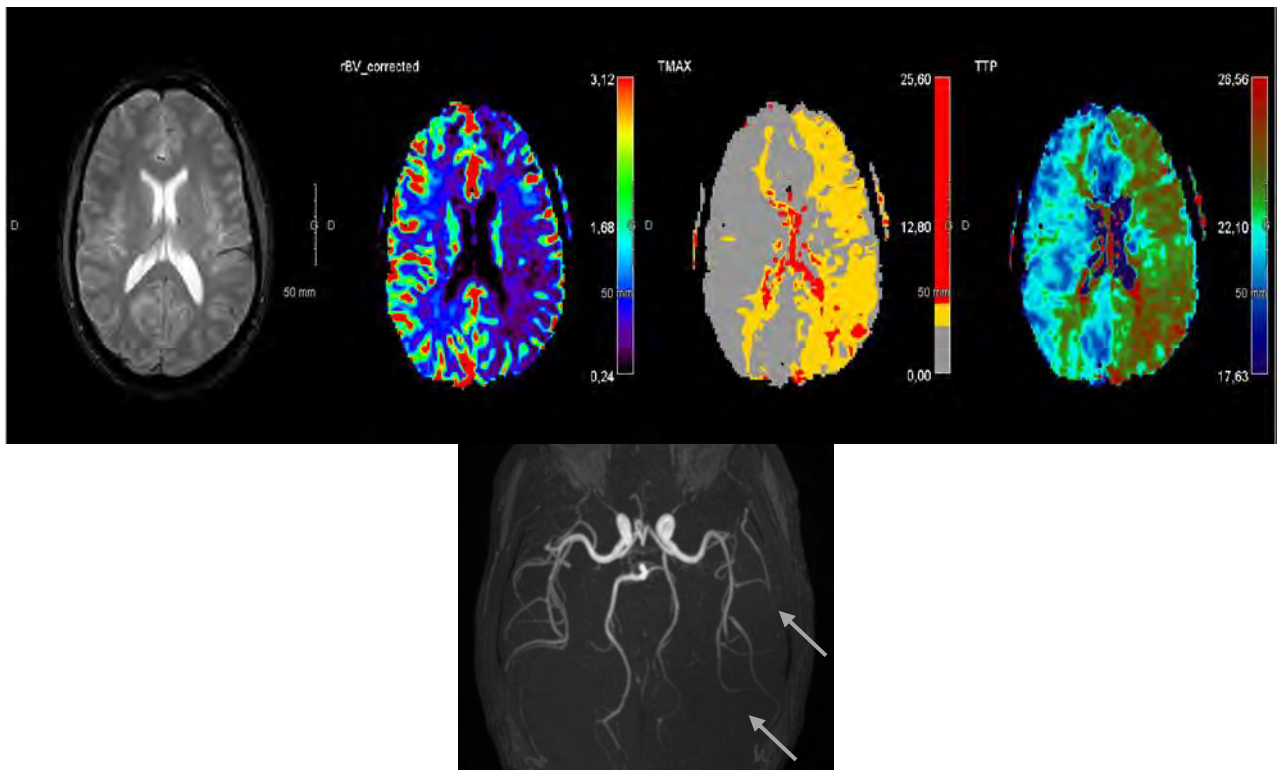 rBV_corrected
TMAX
TTP
3,12
25,60
26,56
D
G
D
1,68
G
D
12,80
G
D
22,10
G
50 mm
50 mm
50 mm
50 mm
0,24
0,00
17,63